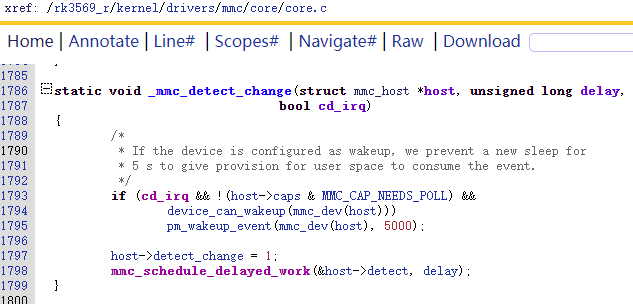 xref: /rk3569_r/kernel/drivers/mmc/core/core.c
Home | Annotate | Line# | Scopes# | Navigate# | Raw | Download
1785
1786 static void _mmc_detect_change(struct mmc_host *host, unsigned long delay,
1787 bool cd_irq)
1788 {
1789 /*
1790 * If the device is configured as wakeup, we prevent a new sleep for
1791 * 5 s to give provision for user space to consume the event.
1792 */
1793 if (cd_irq && !(host->caps & MMC_CAP_NEEDS_POLL) &&
1794 device_can_wakeup(mmc_dev(host)))
1795 pm_wakeup_event(mmc_dev(host), 5000);
1796
1797 host->detect_change = 1;
1798 mmc_schedule_delayed_work(&host->detect, delay);
1799 }
1800